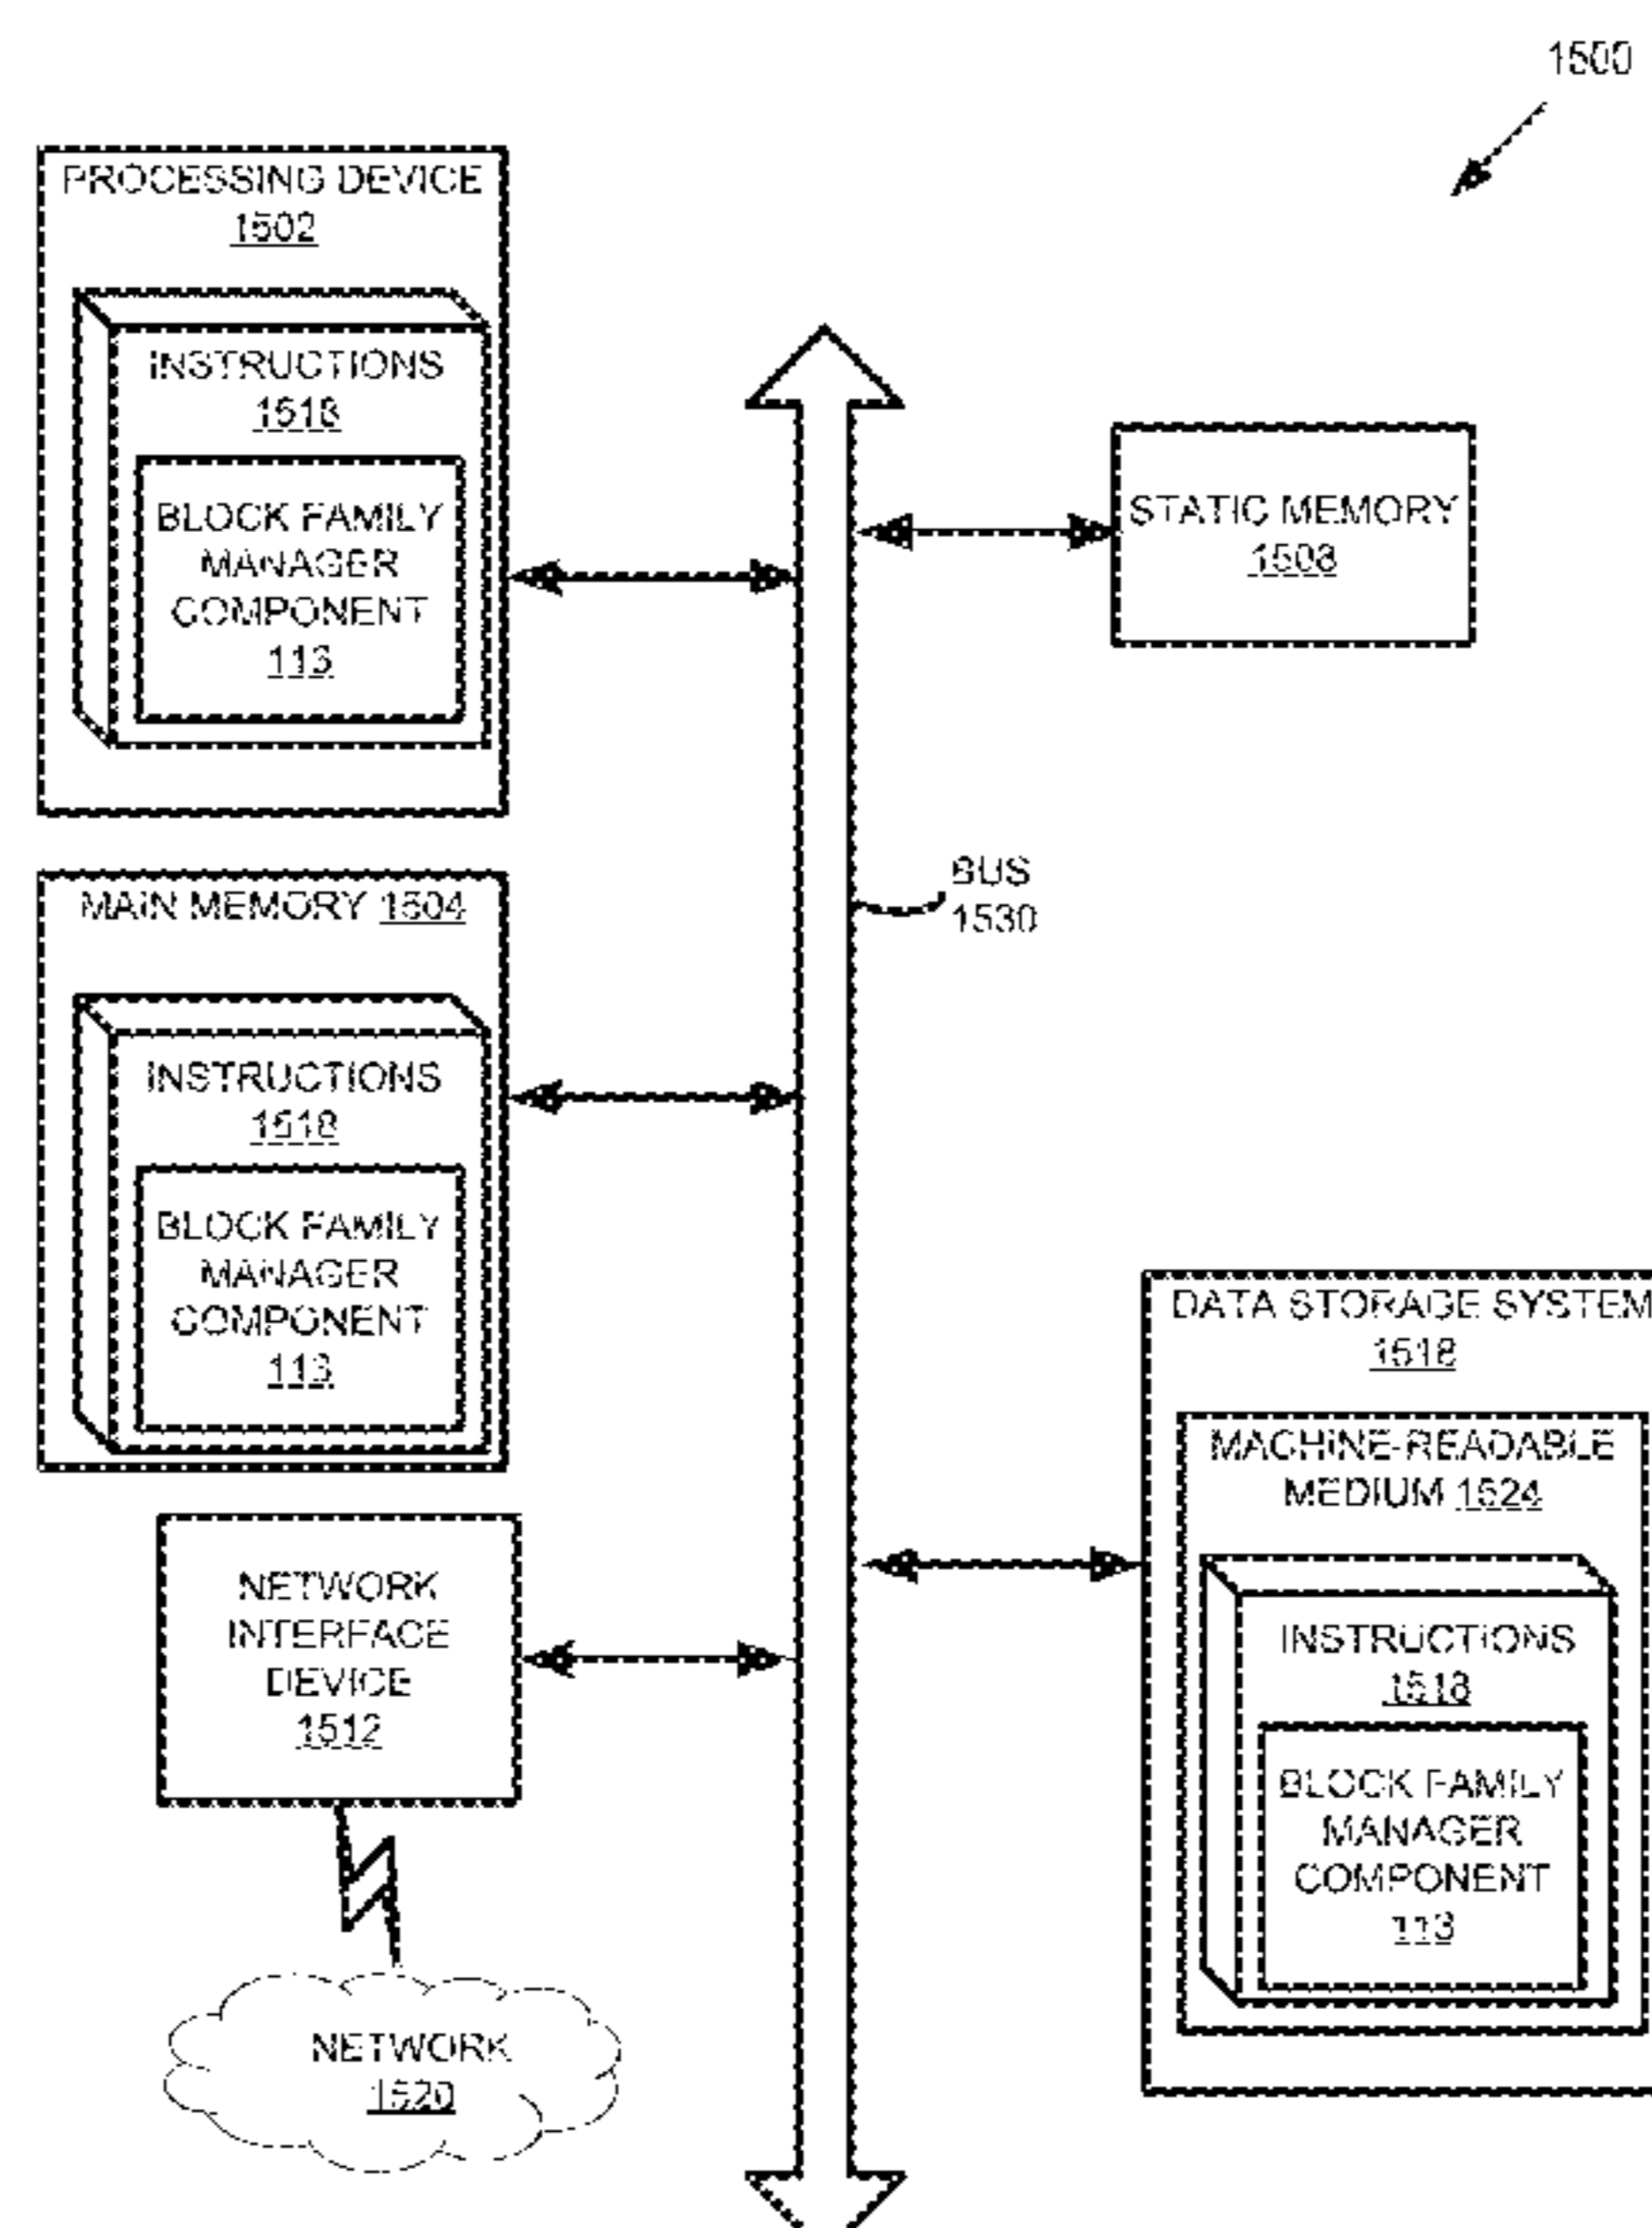 1500
PROCESSING DEVICE
1502
INSTRUCTIONS
1518
BLOCK FAMILY
MANAGER
COMPONENT
113
STATIC MEMORY
1508
BUS
1530
MAIN MEMORY 1504
INSTRUCTIONS
1518
BLOCK FAMILY
MANAGER
COMPONENT
113
DATA STORAGE SYSTEM
1518
MACHINE-READABLE
MEDIUM 1524
INSTRUCTIONS
1518
BLOCK FAMILY
MANAGER
COMPONENT
113
NETWORK
INTERFACE
DEVICE
1512
NETWORK
1520